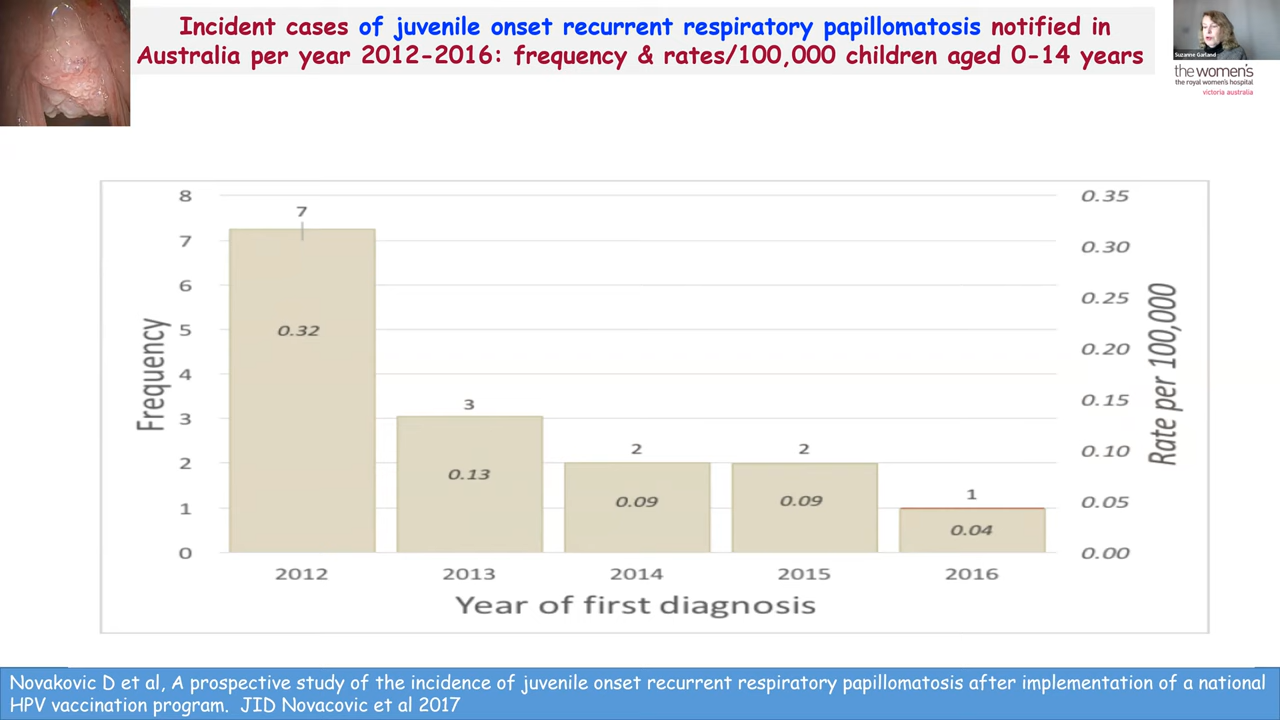 Incident cases of juvenile onset recurrent respiratory papillomatosis notified in
Australia per year 2012-2016: frequency & rates/100,000 children aged 0-14 years
Suzanne Garland
the women's
the royal women's hospital
victoria australia
Frequency
8
7
6
5
4
3
2
1
0
7
0.32
3
0.13
2
0.09
2
0.09
1
0.04
0.35
0.30
0.25
0.20
0.15
0.10
0.05
0.00
Rate per 100,000
2012 2013 2014 2015 2016
Year of first diagnosis
Novakovic D et al, A prospective study of the incidence of juvenile onset recurrent respiratory papillomatosis after implementation of a national
HPV vaccination program. JID Novacovic et al 2017